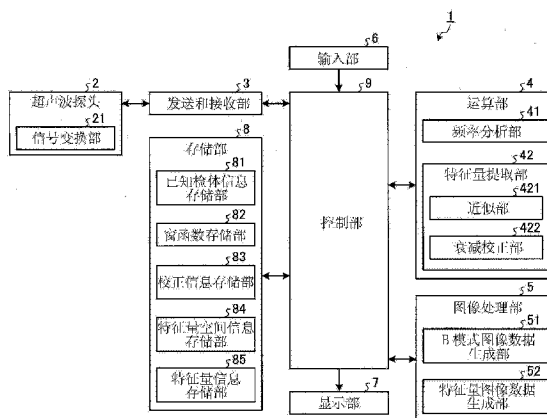 1
6
输入部
2
超声波探头
21
信号变换部
3
发送和接收部
9
控制部
4
运算部
41
频率分析部
42
特征量提取部
421
近似部
422
衰减校正部
8
存储部
81
已知检体信息
存储部
82
窗函数存储部
83
校正信息存储部
84
特征量空间信息
存储部
85
特征量信息
存储部
5
图像处理部
51
B模式图像数据
生成部
52
特征量图像数据
生成部
7
显示部